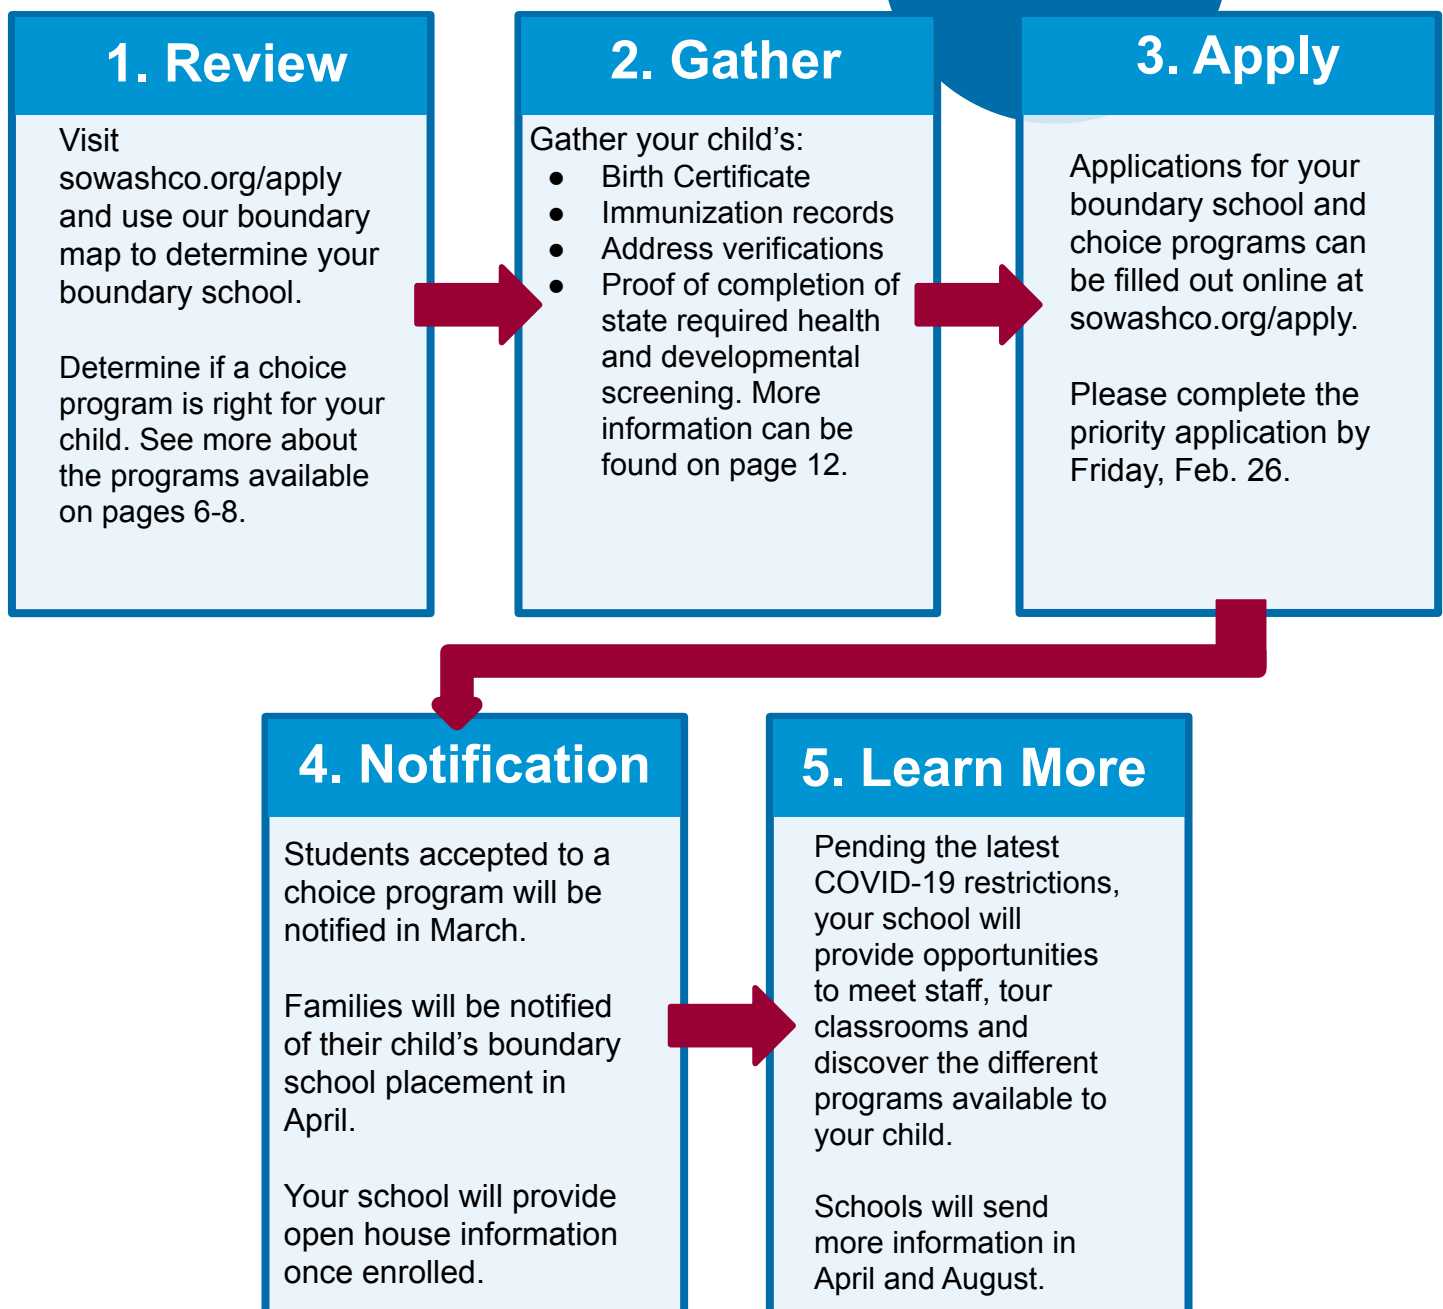 1. Review
Visit
sowashco.org/apply
and use our boundary
map to determine your
boundary school.
Determine if a choice
program is right for your
child. See more about
the programs available
on pages 6-8.
2. Gather
Gather your child’s:
● Birth Certificate
● Immunization records
● Address verifications
● Proof of completion of
state required health
and developmental
screening. More
information can be
found on page 12.
3. Apply
Applications for your
boundary school and
choice programs can
be filled out online at
sowashco.org/apply.
Please complete the
priority application by
Friday, Feb. 26.
4. Notification
Students accepted to a
choice program will be
notified in March.
Families will be notified
of their child’s boundary
school placement in
April.
Your school will provide
open house information
once enrolled.
5. Learn More
Pending the latest
COVID-19 restrictions,
your school will
provide opportunities
to meet staff, tour
classrooms and
discover the different
programs available to
your child.
Schools will send
more information in
April and August.